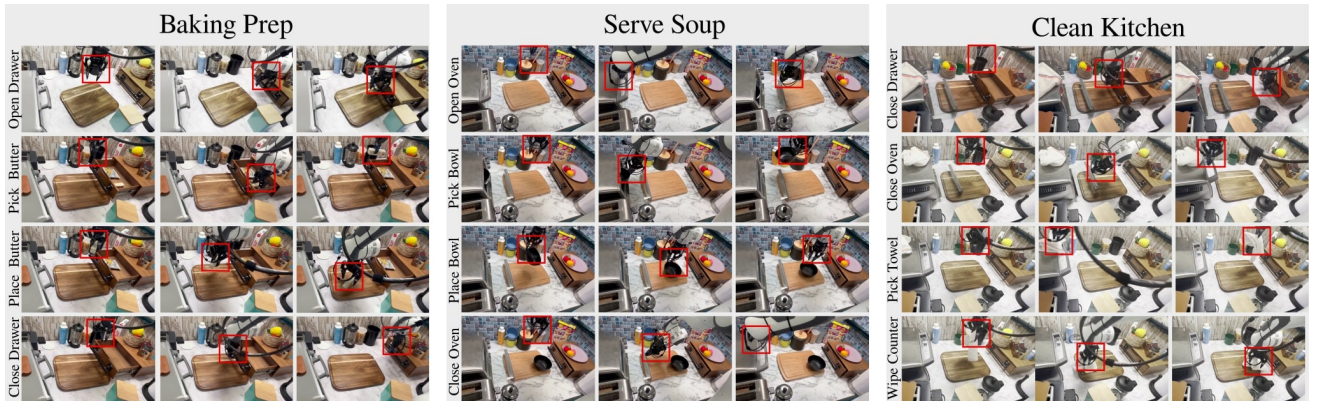 Baking Prep
Open Drawer
Pick Butter
Place Butter
Close Drawer
Serve Soup
Open Oven
Pick Bowl
Place Bowl
Close Oven
Clean Kitchen
Close Drawer
Close Oven
Pick Towel
Wipe Counter